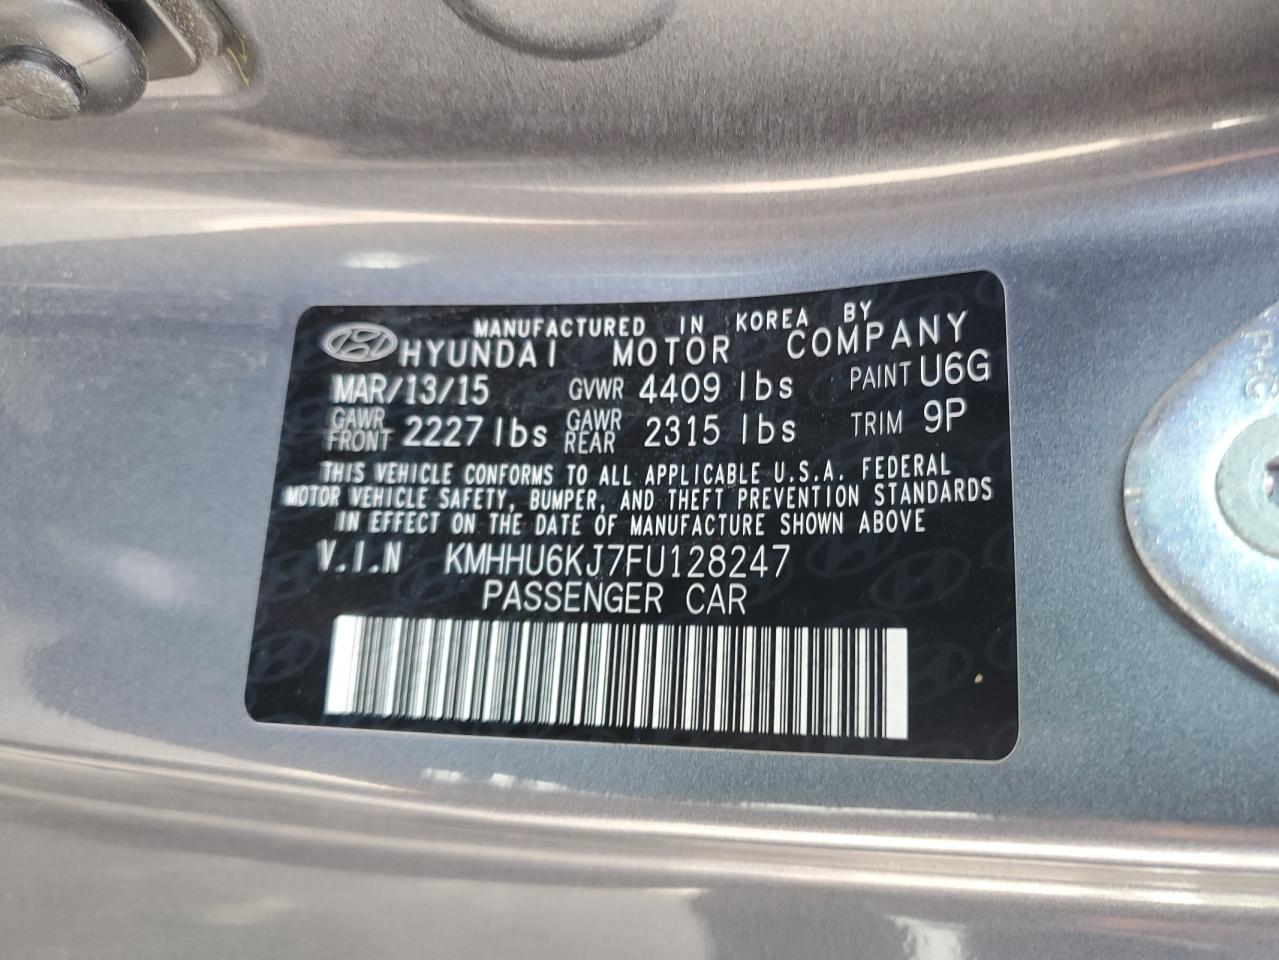 MANUFACTURED IN KOREA BY
HYUNDAI MOTOR COMPANY
MAR/13/15 GVWR 4409 lbs PAINT U6G
GAWR FRONT 2227 lbs GAWR REAR 2315 lbs TRIM 9P
THIS VEHICLE CONFORMS TO ALL APPLICABLE U.S.A. FEDERAL
MOTOR VEHICLE SAFETY, BUMPER, AND THEFT PREVENTION STANDARDS
IN EFFECT ON THE DATE OF MANUFACTURE SHOWN ABOVE
V.I.N KMHHU6KJ7FU128247
PASSENGER CAR